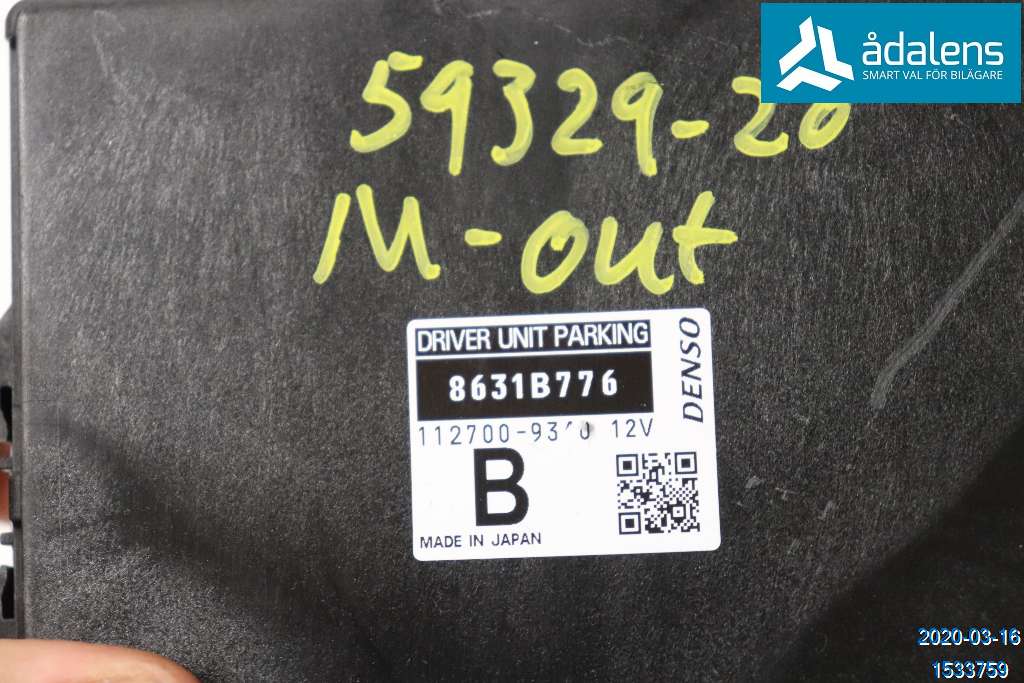 ådalens
SMART VAL FÖR BILÄGARE
59329-20
M-out
DRIVER UNIT PARKING
8631B776
DENSO
12V
B
MADE IN JAPAN
2020-03-16
1533759